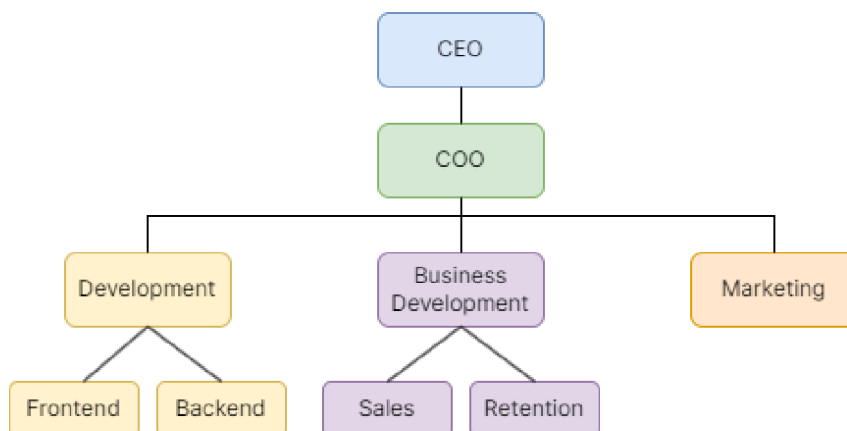 CEO
COO
Development
Business
Development
Marketing
Frontend
Backend
Sales
Retention